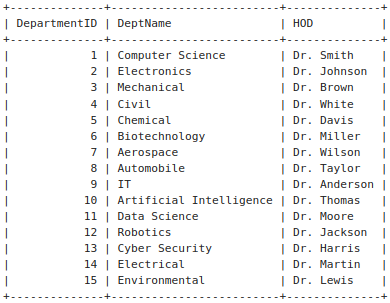 +--------------+-------------------------+--------------+
| DepartmentID | DeptName                | HOD          |
+--------------+-------------------------+--------------+
|            1 | Computer Science        | Dr. Smith    |
|            2 | Electronics             | Dr. Johnson  |
|            3 | Mechanical              | Dr. Brown    |
|            4 | Civil                   | Dr. White    |
|            5 | Chemical                | Dr. Davis    |
|            6 | Biotechnology           | Dr. Miller   |
|            7 | Aerospace               | Dr. Wilson   |
|            8 | Automobile              | Dr. Taylor   |
|            9 | IT                      | Dr. Anderson |
|           10 | Artificial Intelligence | Dr. Thomas   |
|           11 | Data Science            | Dr. Moore    |
|           12 | Robotics                | Dr. Jackson  |
|           13 | Cyber Security          | Dr. Harris   |
|           14 | Electrical              | Dr. Martin   |
|           15 | Environmental           | Dr. Lewis    |
+--------------+-------------------------+--------------+